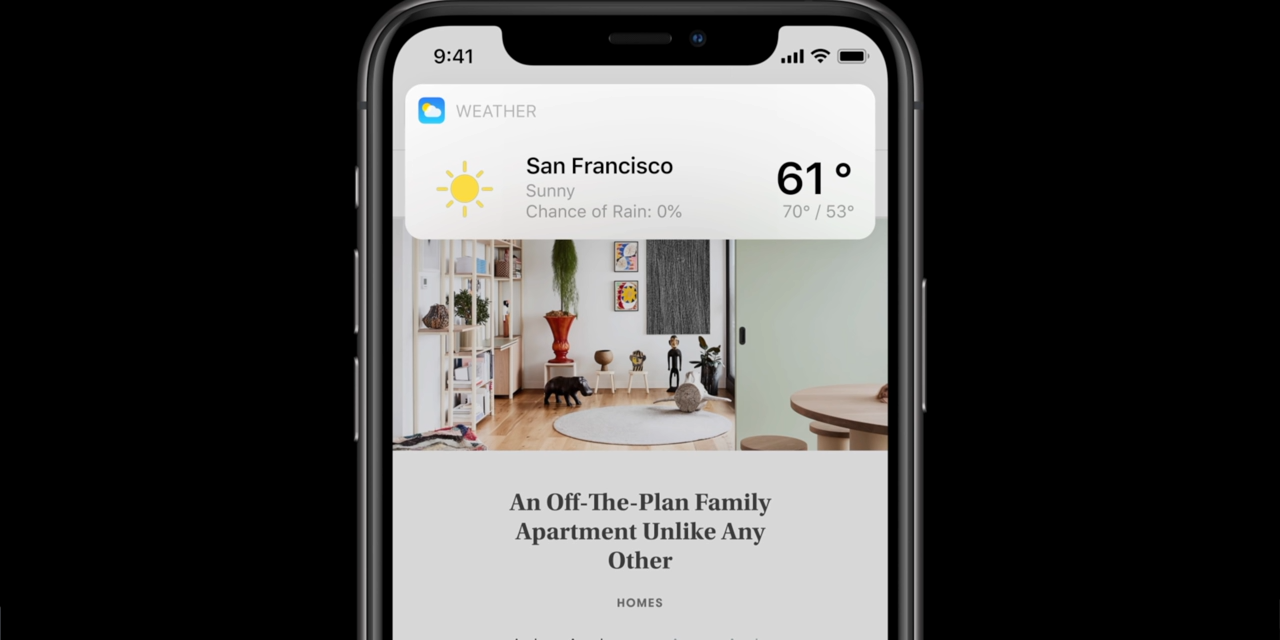 9:41
WEATHER
San Francisco
Sunny
Chance of Rain: 0%
61°
70° / 53°
An Off-The-Plan Family
Apartment Unlike Any
Other
HOMES